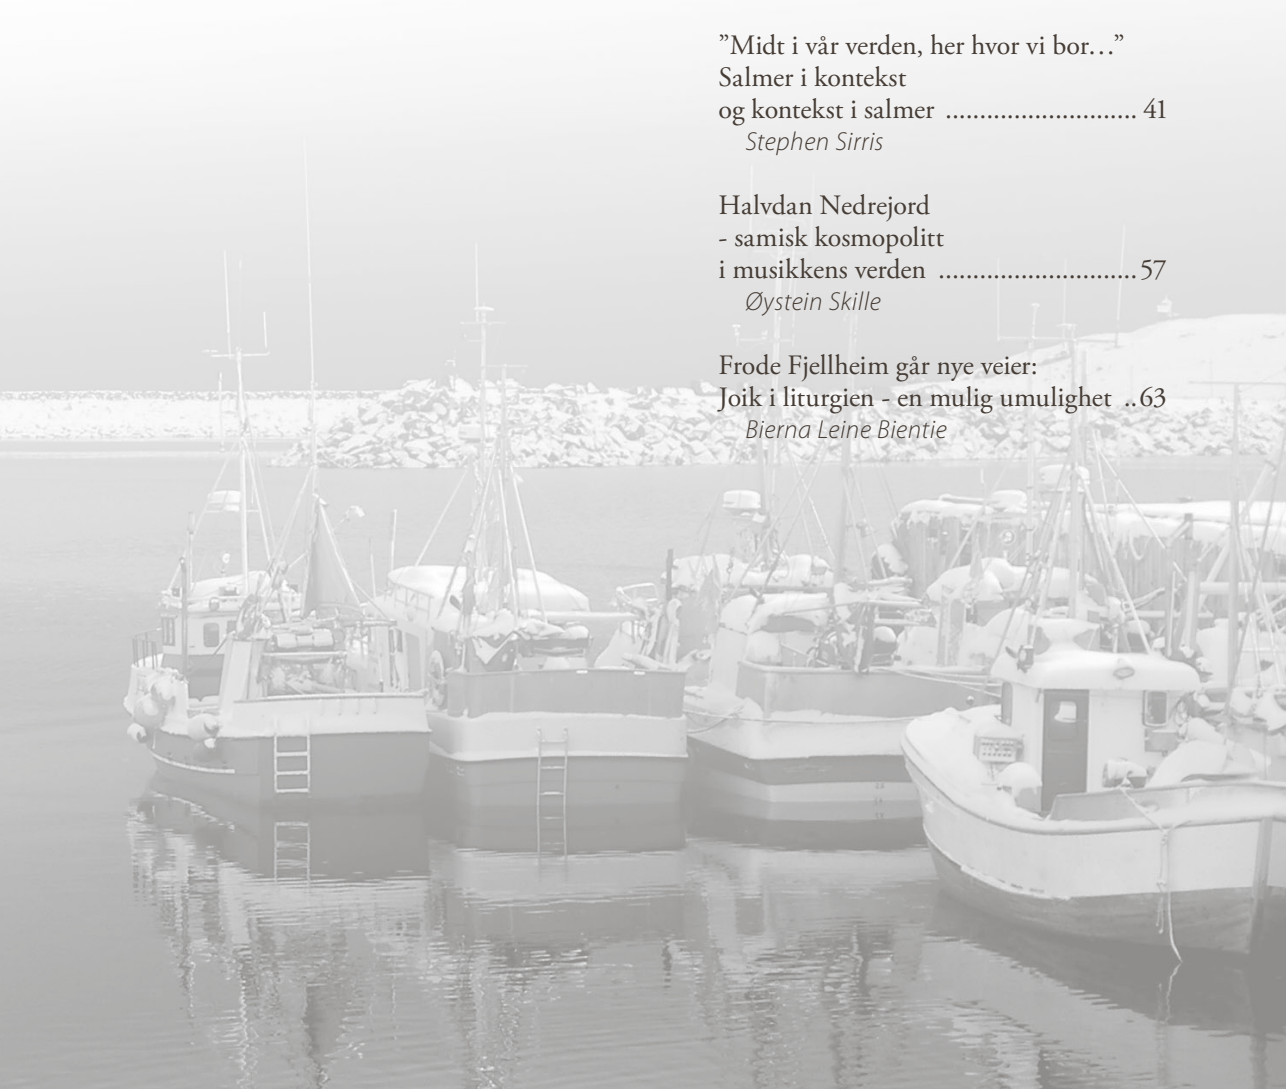 ”Midt i vår verden, her hvor vi bor…”
Salmer i kontekst
og kontekst i salmer ............................ 41
Stephen Sirris
Halvdan Nedrejord
- samisk kosmopolitt
i musikkens verden .............................57
Øystein Skille
Frode Fjellheim går nye veier:
Joik i liturgien - en mulig umulighet ..63
Bierna Leine Bientie